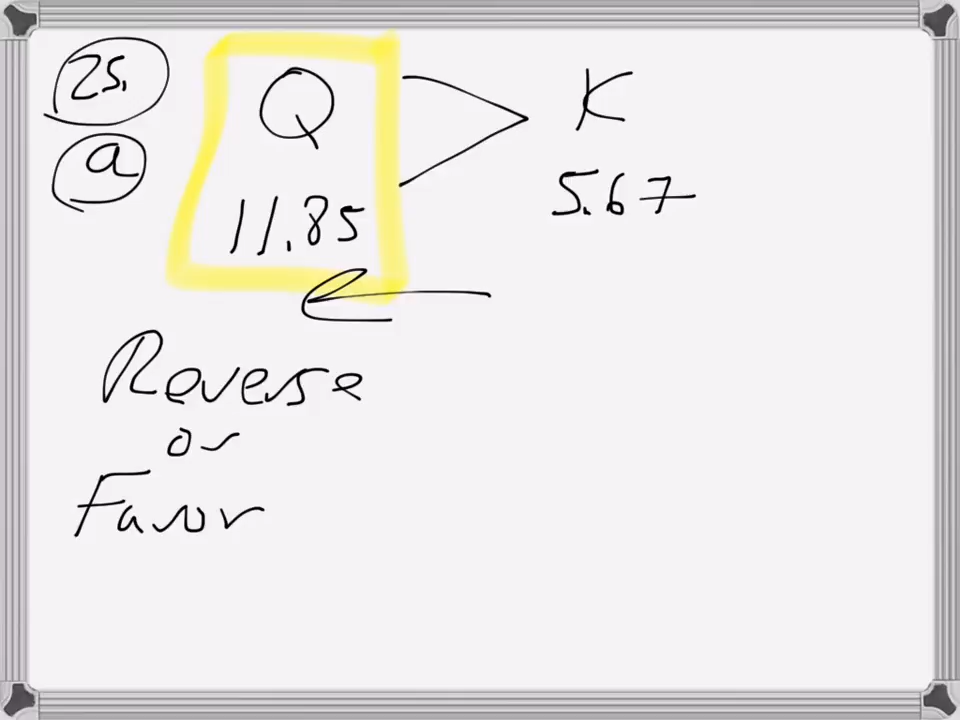 25. Q > K
a 11.85 5.67
←
Reverse
or
Favor